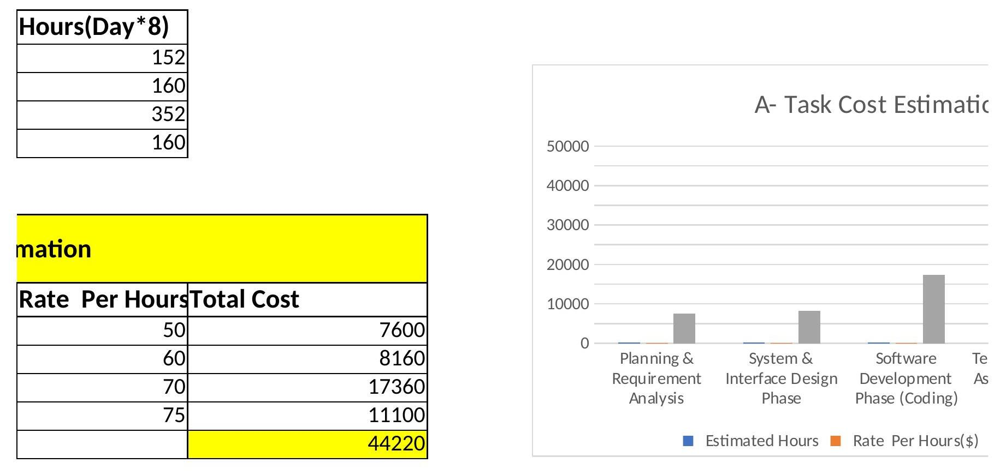 Hours(Day*8)
152
160
352
160
mation
Rate  Per Hours Total Cost
50 7600
60 8160
70 17360
75 11100
44220
A- Task Cost Estimatio
50000
40000
30000
20000
10000
0
Planning & Requirement Analysis
System & Interface Design Phase
Software Development Phase (Coding)
Te
As
Estimated Hours Rate  Per Hours($)